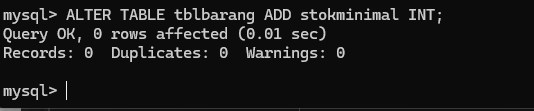 mysql> ALTER TABLE tblbarang ADD stokminimal INT;
Query OK, 0 rows affected (0.01 sec)
Records: 0  Duplicates: 0  Warnings: 0
mysql>